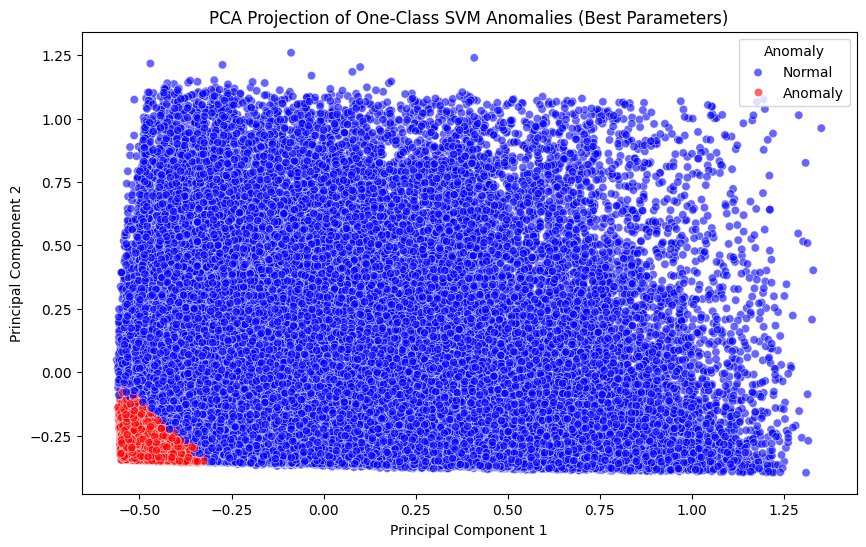 PCA Projection of One-Class SVM Anomalies (Best Parameters)
Anomaly
Normal
Anomaly
1.25
1.00
0.75
0.50
0.25
0.00
−0.25
Principal Component 2
−0.50
−0.25
0.00
0.25
0.50
0.75
1.00
1.25
Principal Component 1